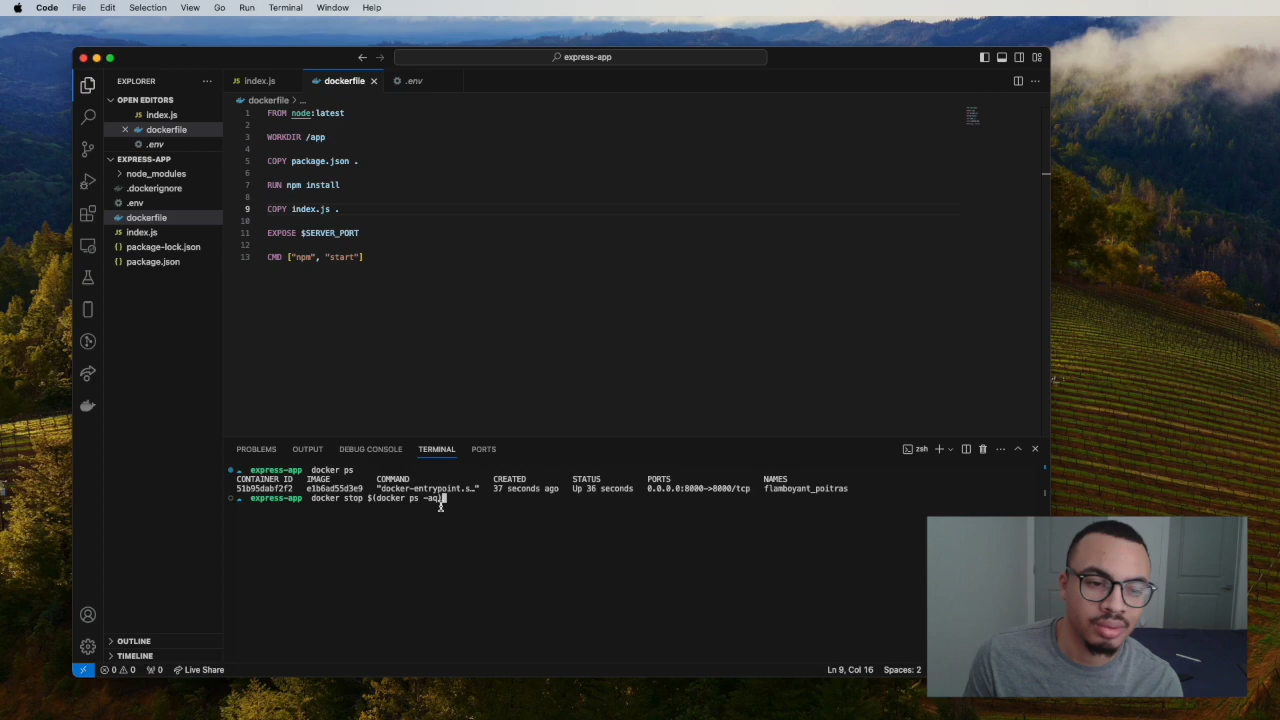 Code File Edit Selection View Go Run Terminal Window Help
express-app
EXPLORER
index.js
dockerfile
.env
OPEN EDITORS
index.js
dockerfile
.env
EXPRESS-APP
node_modules
.dockerignore
.env
dockerfile
index.js
package-lock.json
package.json
OUTLINE
TIMELINE
dockerfile > ...
1 FROM node:latest
2
3 WORKDIR /app
4
5 COPY package.json .
6
7 RUN npm install
8
9 COPY index.js .
10
11 EXPOSE $SERVER_PORT
12
13 CMD ["npm", "start"]
PROBLEMS OUTPUT DEBUG CONSOLE TERMINAL PORTS
zsh
express-app docker ps
CONTAINER ID IMAGE COMMAND CREATED STATUS PORTS NAMES
51b95dabf2f2 e1b6ad55d3e9 "docker-entrypoint.s…" 37 seconds ago Up 36 seconds 0.0.0.0:8000->8000/tcp flamboyant_poitras
express-app docker stop $(docker ps -aq)
0 0 0 Live Share
Ln 9, Col 16 Spaces: 2